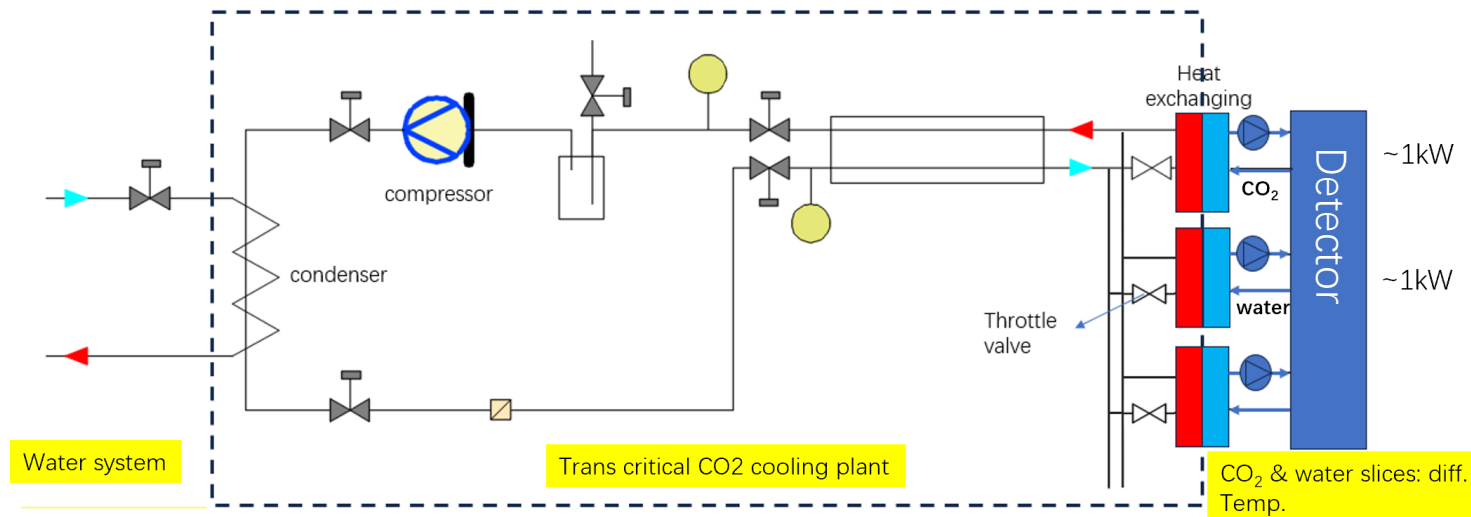 Heat
exchanging
compressor
Detector
~1kW
CO₂
condenser
~1kW
water
Throttle
valve
Water system
Trans critical CO2 cooling plant
CO₂ & water slices: diff.
Temp.